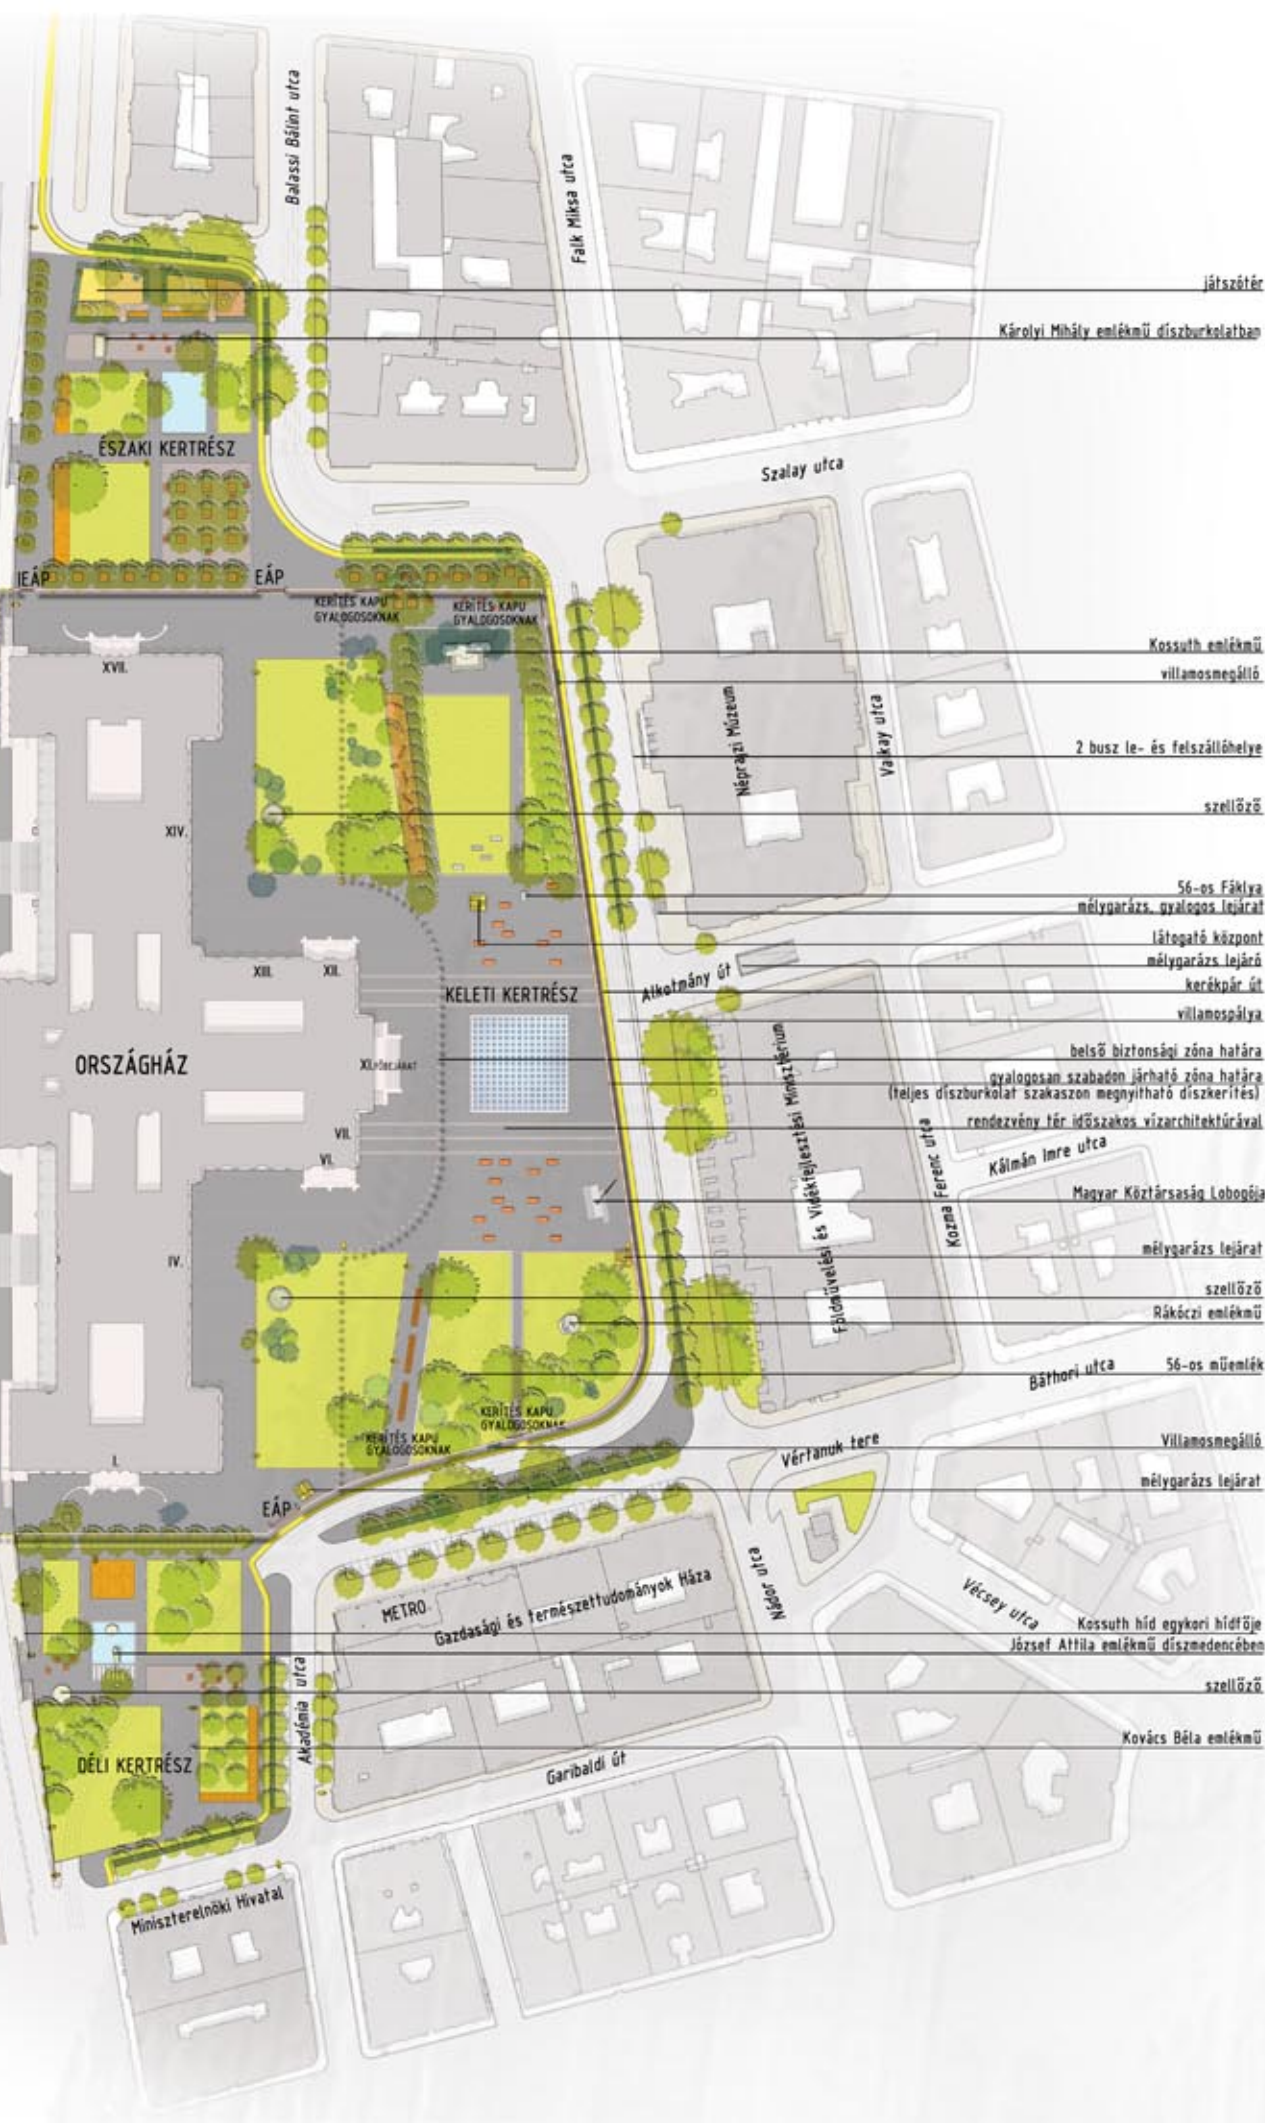 Balassi Bálint utca
Falk Miksa utca
játszótér
Károlyi Mihály emlékmű díszburkolatban
ÉSZAKI KERTRÉSZ
Szalay utca
IEÁP
EÁP
KERÍTÉS KAPU
GYALOGOSOKNAK
KERÍTÉS KAPU
GYALOGOSOKNAK
XVII.
Kossuth emlékmű
villamosmegálló
Néprajzi Múzeum
Vajkay utca
2 busz le- és felszállóhelye
szellőző
XIV.
56-os Fáklya
mélygarázs, gyalogos lejárat
látogató központ
mélygarázs lejáró
XIII.
XII.
KELETI KERTRÉSZ
Alkotmány út
kerékpár út
villamospálya
ORSZÁGHÁZ
XI. FŐBEJÁRAT
belső biztonsági zóna határa
gyalogosan szabadon járható zóna határa
(teljes díszburkolat szakaszon megnyitható díszkerítés)
rendezvény tér időszakos vízarchitektúrával
VII.
VI.
Földművelési és Vidékfejlesztési Minisztérium
Kozma Ferenc utca
Kálmán Imre utca
Magyar Köztársaság Lobogója
mélygarázs lejárat
IV.
szellőző
Rákóczi emlékmű
Báthori utca
56-os műemlék
KERÍTÉS KAPU
GYALOGOSOKNAK
KERÍTÉS KAPU
GYALOGOSOKNAK
Villamosmegálló
Vértanuk tere
I.
mélygarázs lejárat
EÁP
METRO
Gazdasági és természettudományok Háza
Nádor utca
Vécsey utca
Kossuth híd egykori hídfője
József Attila emlékmű díszmedencében
Akadémia utca
szellőző
Kovács Béla emlékmű
DÉLI KERTRÉSZ
Garibaldi út
Miniszterelnöki Hivatal